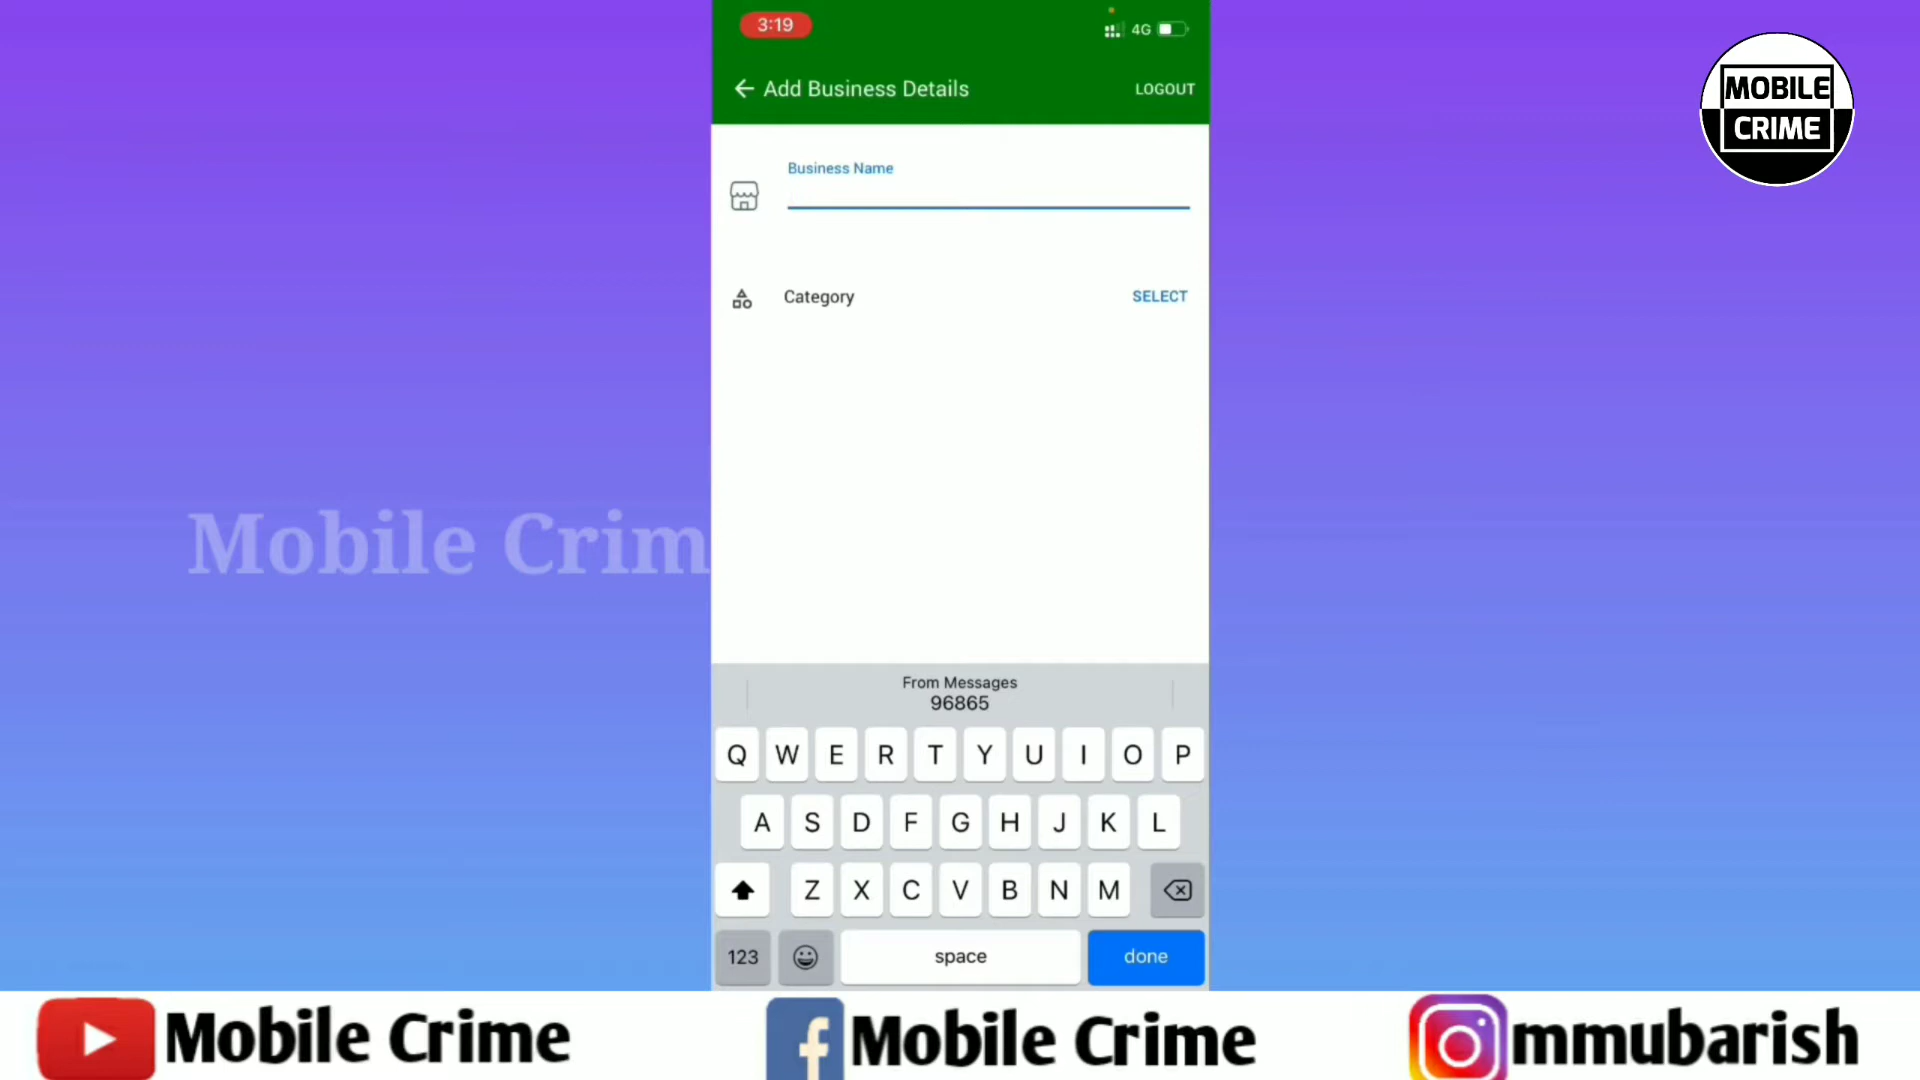 3:19
4G
Add Business Details
LOGOUT
MOBILE
CRIME
Business Name
Category
SELECT
Mobile Crim
From Messages
96865
Q W E R T Y U I O P
A S D F G H J K L
Z X C V B N M
123
space
done
Mobile Crime
Mobile Crime
mmubarish